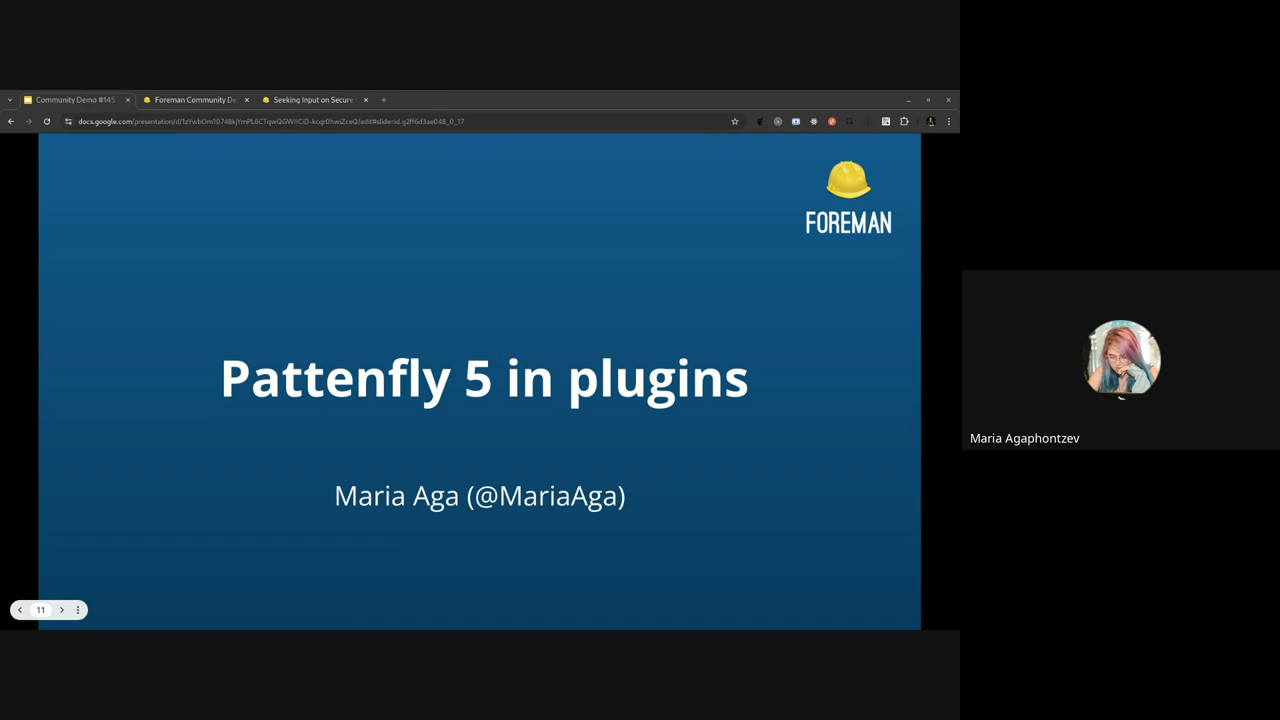 Community Demo #145
Foreman Community De
Seeking Input on Secure
FOREMAN
Pattenfly 5 in plugins
Maria Aga (@MariaAga)
11
Maria Agaphontzev